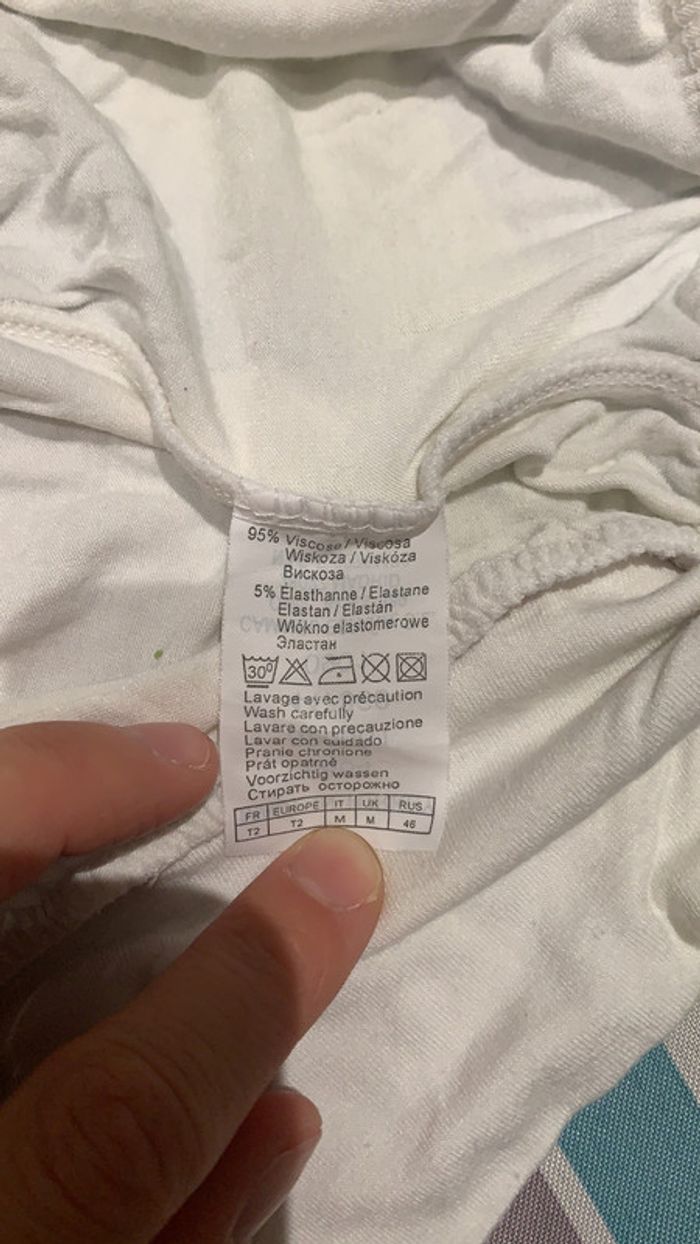 95% Viscose / Viscosa
Wiskoza / Viskóza
Вискоза
5% Elasthanne / Elastane
Elastan / Elastán
Włókno elastomerowe
Эластан
30°
Lavage avec précaution
Wash carefully
Lavare con precauzione
Lavar con cuidado
Pranie chronione
Prát opatrně
Voorzichtig wassen
Стирать осторожно
FR EUROPE IT UK RUS
T2 T2 M M 46